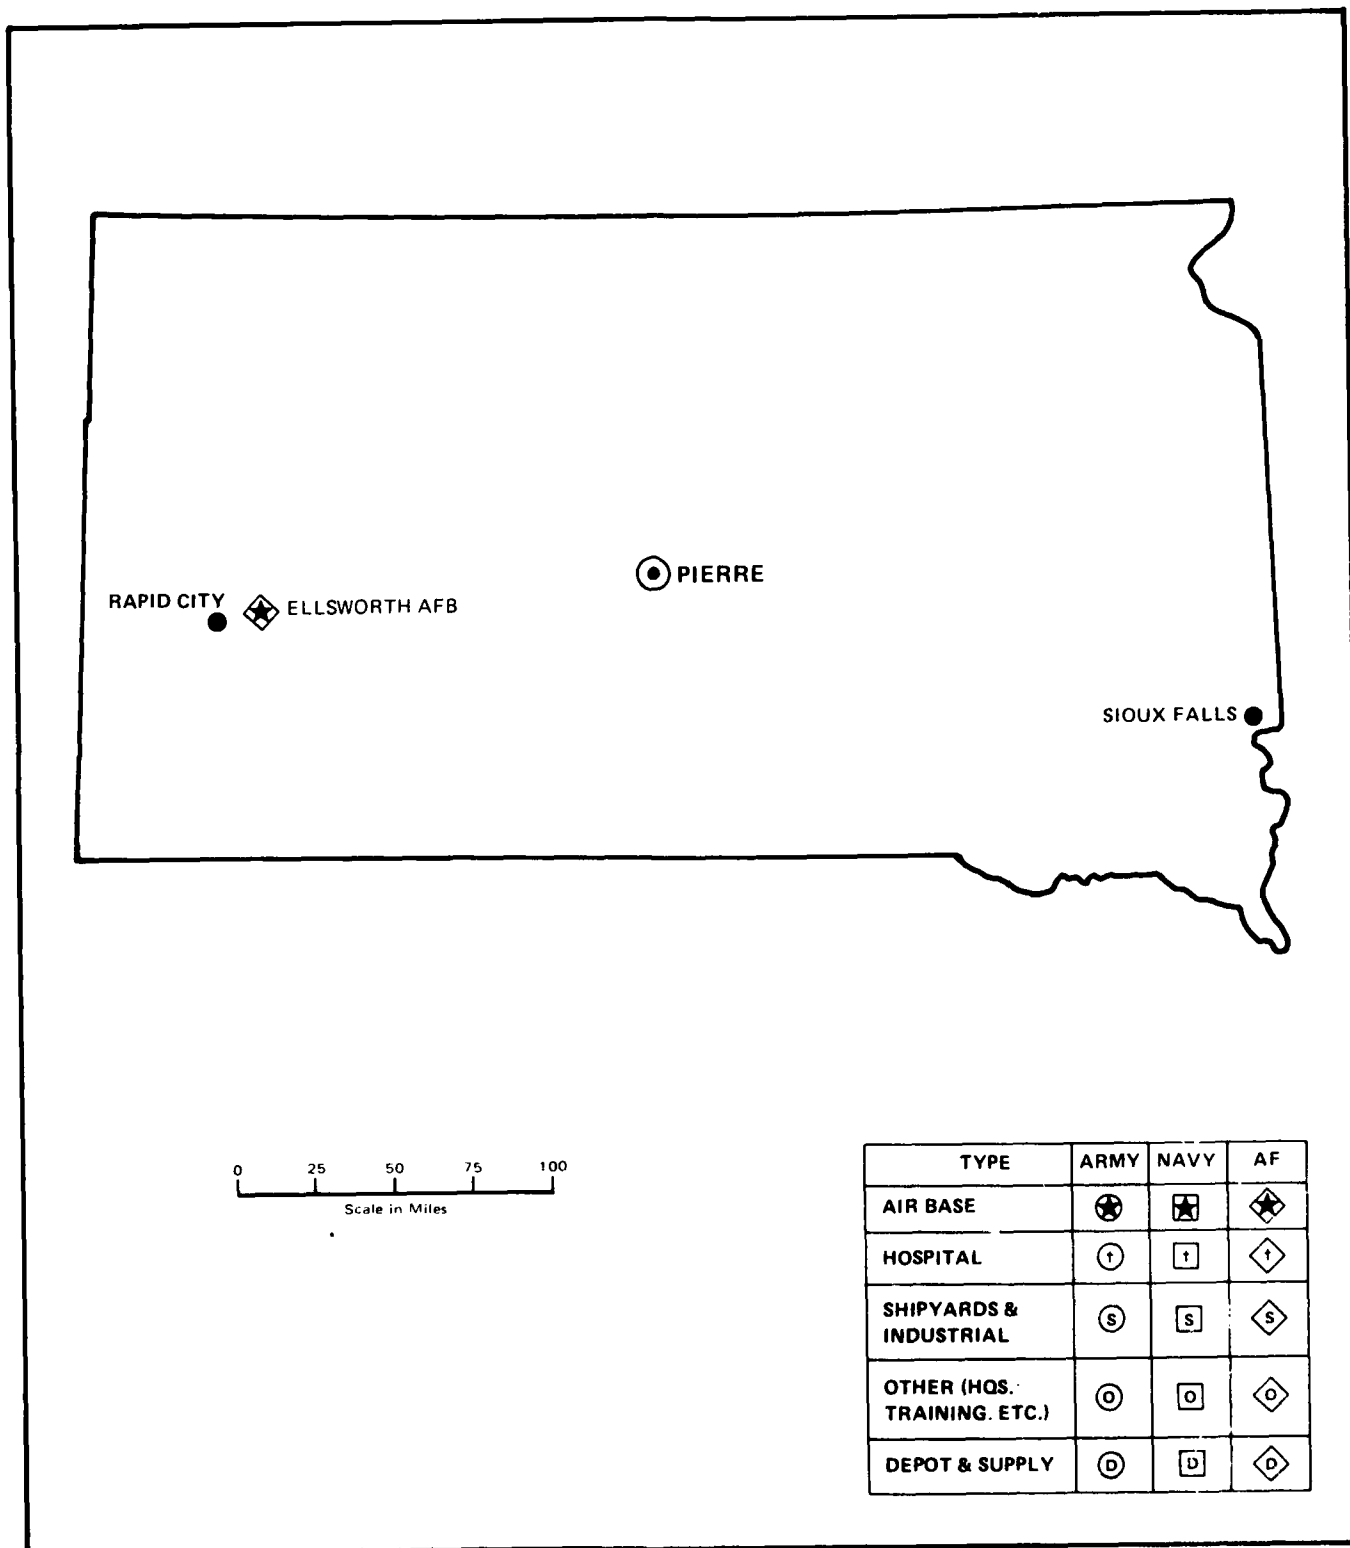 PIERRE
RAPID CITY
ELLSWORTH AFB
SIOUX FALLS
0 25 50 75 100
Scale in Miles
TYPE ARMY NAVY AF
AIR BASE
HOSPITAL † † †
SHIPYARDS &
INDUSTRIAL S S S
OTHER (HQS.
TRAINING. ETC.) O O O
DEPOT & SUPPLY D D D